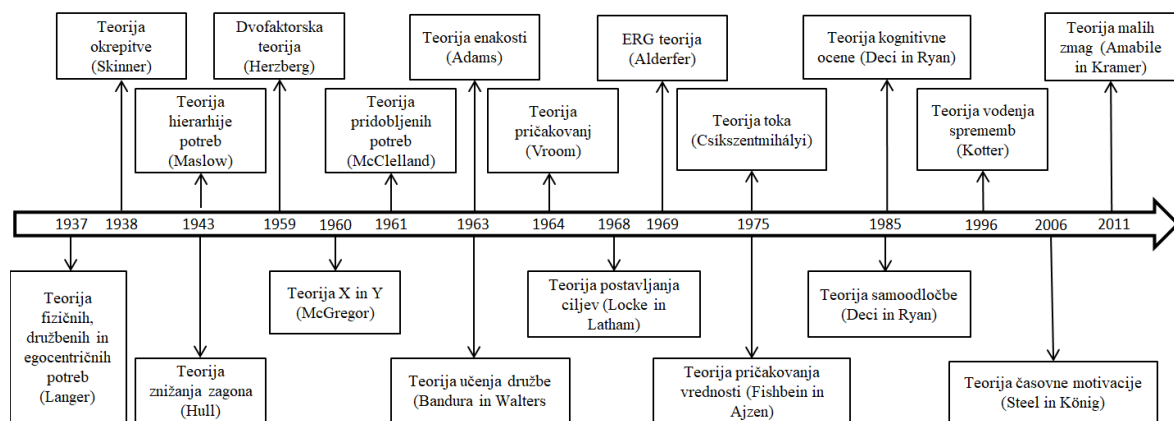 Teorija
okrepitve
(Skinner)
Dvofaktorska
teorija
(Herzberg)
Teorija enakosti
(Adams)
ERG teorija
(Alderfer)
Teorija kognitivne
ocene (Deci in Ryan)
Teorija malih
zmag (Amabile
in Kramer)
Teorija
hierarhije
potreb
(Maslow)
Teorija
pridobljenih
potreb
(McClelland)
Teorija
pričakovanj
(Vroom)
Teorija toka
(Csíkszentmihályi)
Teorija vodenja
sprememb
(Kotter)
1937 1938 1943 1959 1960 1961 1963 1964 1968 1969 1975 1985 1996 2006 2011
Teorija
fizičnih,
družbenih in
egocentričnih
potreb
(Langer)
Teorija
znižanja zagona
(Hull)
Teorija X in Y
(McGregor)
Teorija učenja družbe
(Bandura in Walters
Teorija postavljanja
ciljev (Locke in
Latham)
Teorija pričakovanja
vrednosti (Fishbein in
Ajzen)
Teorija samoodločbe
(Deci in Ryan)
Teorija časovne motivacije
(Steel in König)